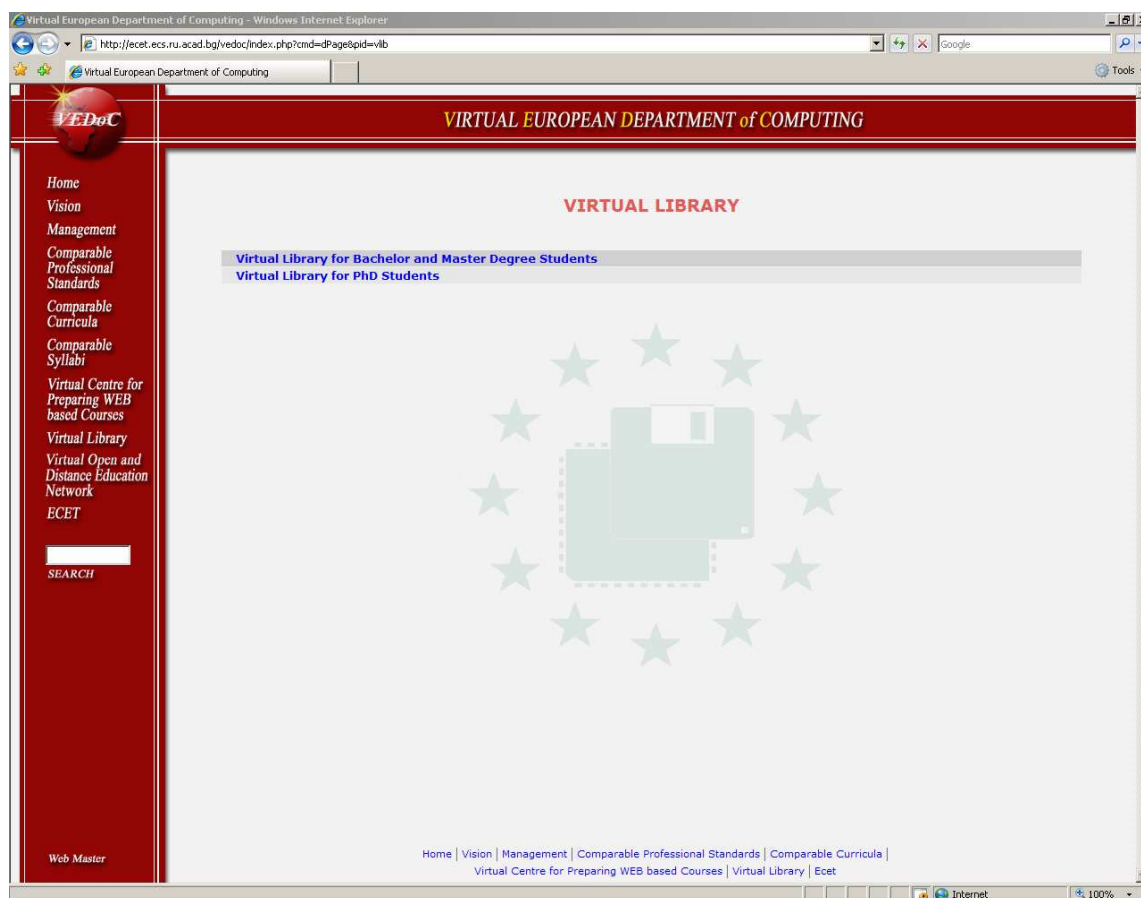 Virtual European Department of Computing - Windows Internet Explorer
http://ecet.ecs.ru.acad.bg/vedoc/index.php?cmd=dPage&pid=vlib
Google
Virtual European Department of Computing
Tools
VEDoC
VIRTUAL EUROPEAN DEPARTMENT of COMPUTING
Home
Vision
Management
Comparable
Professional
Standards
Comparable
Curricula
Comparable
Syllabi
Virtual Centre for
Preparing WEB
based Courses
Virtual Library
Virtual Open and
Distance Education
Network
ECET
SEARCH
Web Master
VIRTUAL LIBRARY
Virtual Library for Bachelor and Master Degree Students
Virtual Library for PhD Students
Home | Vision | Management | Comparable Professional Standards | Comparable Curricula |
Virtual Centre for Preparing WEB based Courses | Virtual Library | Ecet
Internet
100%